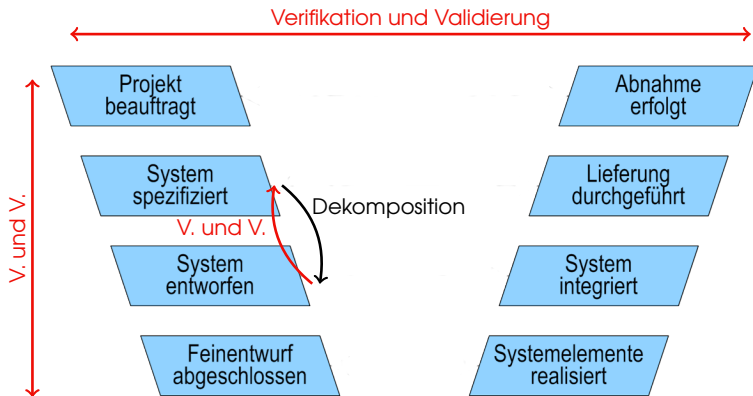 Verifikation und Validierung
V. und V.
Projekt
beauftragt
Abnahme
erfolgt
System
spezifiziert
Lieferung
durchgeführt
Dekomposition
V. und V.
System
entworfen
System
integriert
Feinentwurf
abgeschlossen
Systemelemente
realisiert